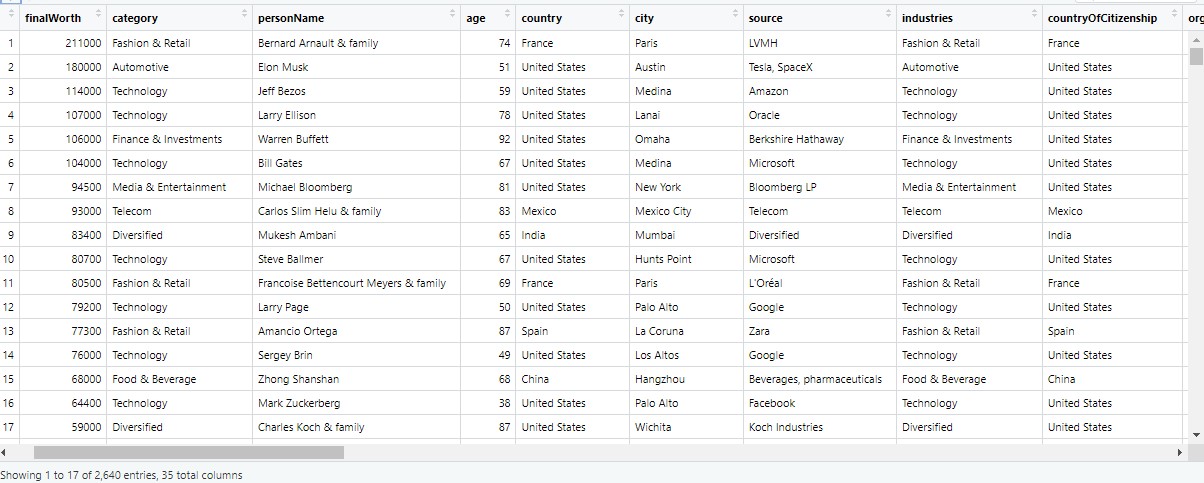 finalWorth category personName age country city source industries countryOfCitizenship org
1 211000 Fashion & Retail Bernard Arnault & family 74 France Paris LVMH Fashion & Retail France
2 180000 Automotive Elon Musk 51 United States Austin Tesla, SpaceX Automotive United States
3 114000 Technology Jeff Bezos 59 United States Medina Amazon Technology United States
4 107000 Technology Larry Ellison 78 United States Lanai Oracle Technology United States
5 106000 Finance & Investments Warren Buffett 92 United States Omaha Berkshire Hathaway Finance & Investments United States
6 104000 Technology Bill Gates 67 United States Medina Microsoft Technology United States
7 94500 Media & Entertainment Michael Bloomberg 81 United States New York Bloomberg LP Media & Entertainment United States
8 93000 Telecom Carlos Slim Helu & family 83 Mexico Mexico City Telecom Telecom Mexico
9 83400 Diversified Mukesh Ambani 65 India Mumbai Diversified Diversified India
10 80700 Technology Steve Ballmer 67 United States Hunts Point Microsoft Technology United States
11 80500 Fashion & Retail Francoise Bettencourt Meyers & family 69 France Paris L'Oréal Fashion & Retail France
12 79200 Technology Larry Page 50 United States Palo Alto Google Technology United States
13 77300 Fashion & Retail Amancio Ortega 87 Spain La Coruna Zara Fashion & Retail Spain
14 76000 Technology Sergey Brin 49 United States Los Altos Google Technology United States
15 68000 Food & Beverage Zhong Shanshan 68 China Hangzhou Beverages, pharmaceuticals Food & Beverage China
16 64400 Technology Mark Zuckerberg 38 United States Palo Alto Facebook Technology United States
17 59000 Diversified Charles Koch & family 87 United States Wichita Koch Industries Diversified United States
Showing 1 to 17 of 2,640 entries, 35 total columns